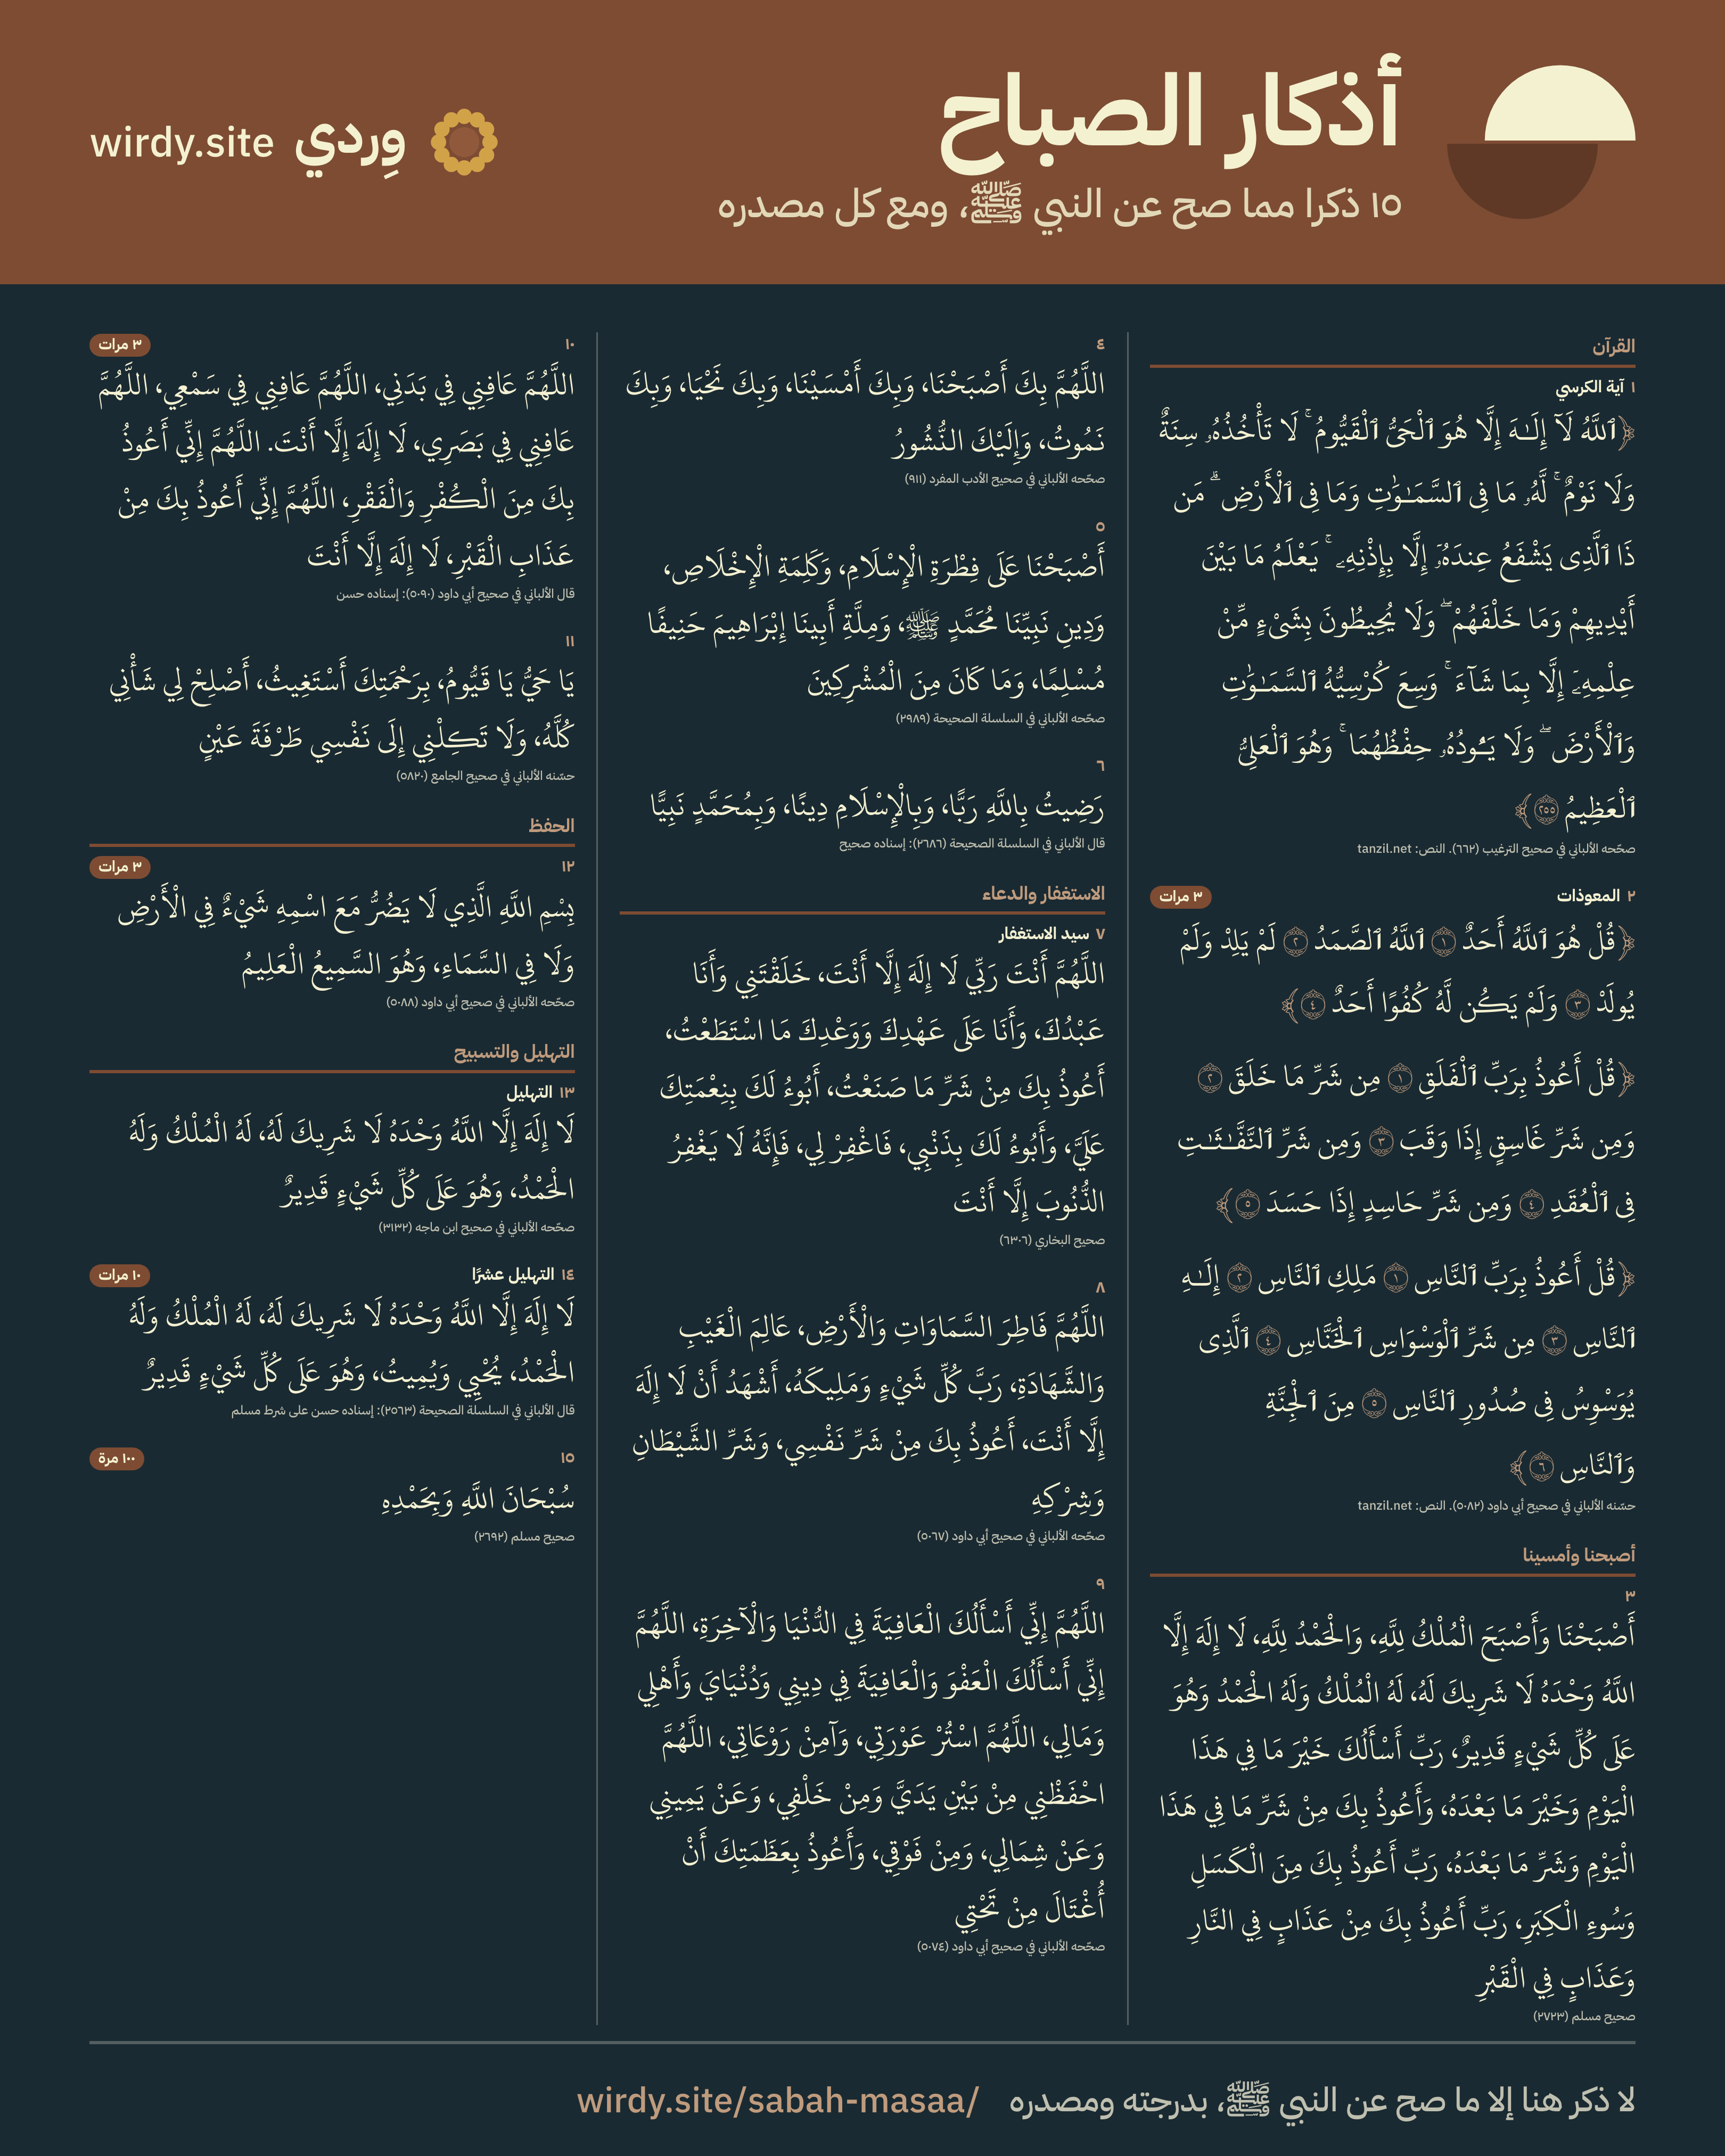 أذكار الصباح
١٥ ذكرا مما صح عن النبي ﷺ، ومع كل مصدره
وِردي wirdy.site
القرآن
١ آية الكرسي
﴿ٱللَّهُ لَآ إِلَـٰهَ إِلَّا هُوَ ٱلْحَىُّ ٱلْقَيُّومُ ۚ لَا تَأْخُذُهُۥ سِنَةٌ
وَلَا نَوْمٌ ۚ لَّهُۥ مَا فِى ٱلسَّمَـٰوَٰتِ وَمَا فِى ٱلْأَرْضِ ۗ مَن
ذَا ٱلَّذِى يَشْفَعُ عِندَهُۥٓ إِلَّا بِإِذْنِهِۦ ۚ يَعْلَمُ مَا بَيْنَ
أَيْدِيهِمْ وَمَا خَلْفَهُمْ ۖ وَلَا يُحِيطُونَ بِشَىْءٍ مِّنْ
عِلْمِهِۦٓ إِلَّا بِمَا شَآءَ ۚ وَسِعَ كُرْسِيُّهُ ٱلسَّمَـٰوَٰتِ
وَٱلْأَرْضَ ۖ وَلَا يَـُٔودُهُۥ حِفْظُهُمَا ۚ وَهُوَ ٱلْعَلِىُّ
ٱلْعَظِيمُ ٢٥٥﴾
صحّحه الألباني في صحيح الترغيب (٦٦٢). النص: tanzil.net
٢ المعوذات ٣ مرات
﴿قُلْ هُوَ ٱللَّهُ أَحَدٌ ١ ٱللَّهُ ٱلصَّمَدُ ٢ لَمْ يَلِدْ وَلَمْ
يُولَدْ ٣ وَلَمْ يَكُن لَّهُ كُفُوًا أَحَدٌ ٤﴾
﴿قُلْ أَعُوذُ بِرَبِّ ٱلْفَلَقِ ١ مِن شَرِّ مَا خَلَقَ ٢
وَمِن شَرِّ غَاسِقٍ إِذَا وَقَبَ ٣ وَمِن شَرِّ ٱلنَّفَّـٰثَـٰتِ
فِى ٱلْعُقَدِ ٤ وَمِن شَرِّ حَاسِدٍ إِذَا حَسَدَ ٥﴾
﴿قُلْ أَعُوذُ بِرَبِّ ٱلنَّاسِ ١ مَلِكِ ٱلنَّاسِ ٢ إِلَـٰهِ
ٱلنَّاسِ ٣ مِن شَرِّ ٱلْوَسْوَاسِ ٱلْخَنَّاسِ ٤ ٱلَّذِى
يُوَسْوِسُ فِى صُدُورِ ٱلنَّاسِ ٥ مِنَ ٱلْجِنَّةِ
وَٱلنَّاسِ ٦﴾
حسّنه الألباني في صحيح أبي داود (٥٠٨٢). النص: tanzil.net
أصبحنا وأمسينا
٣
أَصْبَحْنَا وَأَصْبَحَ الْمُلْكُ لِلَّهِ، وَالْحَمْدُ لِلَّهِ، لَا إِلَهَ إِلَّا
اللَّهُ وَحْدَهُ لَا شَرِيكَ لَهُ، لَهُ الْمُلْكُ وَلَهُ الْحَمْدُ وَهُوَ
عَلَى كُلِّ شَيْءٍ قَدِيرٌ، رَبِّ أَسْأَلُكَ خَيْرَ مَا فِي هَذَا
الْيَوْمِ وَخَيْرَ مَا بَعْدَهُ، وَأَعُوذُ بِكَ مِنْ شَرِّ مَا فِي هَذَا
الْيَوْمِ وَشَرِّ مَا بَعْدَهُ، رَبِّ أَعُوذُ بِكَ مِنَ الْكَسَلِ
وَسُوءِ الْكِبَرِ، رَبِّ أَعُوذُ بِكَ مِنْ عَذَابٍ فِي النَّارِ
وَعَذَابٍ فِي الْقَبْرِ
صحيح مسلم (٢٧٢٣)
٤
اللَّهُمَّ بِكَ أَصْبَحْنَا، وَبِكَ أَمْسَيْنَا، وَبِكَ نَحْيَا، وَبِكَ
نَمُوتُ، وَإِلَيْكَ النُّشُورُ
صحّحه الألباني في صحيح الأدب المفرد (٩١١)
٥
أَصْبَحْنَا عَلَى فِطْرَةِ الْإِسْلَامِ، وَكَلِمَةِ الْإِخْلَاصِ،
وَدِينِ نَبِيِّنَا مُحَمَّدٍ ﷺ، وَمِلَّةِ أَبِينَا إِبْرَاهِيمَ حَنِيفًا
مُسْلِمًا، وَمَا كَانَ مِنَ الْمُشْرِكِينَ
صحّحه الألباني في السلسلة الصحيحة (٢٩٨٩)
٦
رَضِيتُ بِاللَّهِ رَبًّا، وَبِالْإِسْلَامِ دِينًا، وَبِمُحَمَّدٍ نَبِيًّا
قال الألباني في السلسلة الصحيحة (٢٦٨٦): إسناده صحيح
الاستغفار والدعاء
٧ سيد الاستغفار
اللَّهُمَّ أَنْتَ رَبِّي لَا إِلَهَ إِلَّا أَنْتَ، خَلَقْتَنِي وَأَنَا
عَبْدُكَ، وَأَنَا عَلَى عَهْدِكَ وَوَعْدِكَ مَا اسْتَطَعْتُ،
أَعُوذُ بِكَ مِنْ شَرِّ مَا صَنَعْتُ، أَبُوءُ لَكَ بِنِعْمَتِكَ
عَلَيَّ، وَأَبُوءُ لَكَ بِذَنْبِي، فَاغْفِرْ لِي، فَإِنَّهُ لَا يَغْفِرُ
الذُّنُوبَ إِلَّا أَنْتَ
صحيح البخاري (٦٣٠٦)
٨
اللَّهُمَّ فَاطِرَ السَّمَاوَاتِ وَالْأَرْضِ، عَالِمَ الْغَيْبِ
وَالشَّهَادَةِ، رَبَّ كُلِّ شَيْءٍ وَمَلِيكَهُ، أَشْهَدُ أَنْ لَا إِلَهَ
إِلَّا أَنْتَ، أَعُوذُ بِكَ مِنْ شَرِّ نَفْسِي، وَشَرِّ الشَّيْطَانِ
وَشِرْكِهِ
صحّحه الألباني في صحيح أبي داود (٥٠٦٧)
٩
اللَّهُمَّ إِنِّي أَسْأَلُكَ الْعَافِيَةَ فِي الدُّنْيَا وَالْآخِرَةِ، اللَّهُمَّ
إِنِّي أَسْأَلُكَ الْعَفْوَ وَالْعَافِيَةَ فِي دِينِي وَدُنْيَايَ وَأَهْلِي
وَمَالِي، اللَّهُمَّ اسْتُرْ عَوْرَتِي، وَآمِنْ رَوْعَاتِي، اللَّهُمَّ
احْفَظْنِي مِنْ بَيْنِ يَدَيَّ وَمِنْ خَلْفِي، وَعَنْ يَمِينِي
وَعَنْ شِمَالِي، وَمِنْ فَوْقِي، وَأَعُوذُ بِعَظَمَتِكَ أَنْ
أُغْتَالَ مِنْ تَحْتِي
صحّحه الألباني في صحيح أبي داود (٥٠٧٤)
١٠ ٣ مرات
اللَّهُمَّ عَافِنِي فِي بَدَنِي، اللَّهُمَّ عَافِنِي فِي سَمْعِي، اللَّهُمَّ
عَافِنِي فِي بَصَرِي، لَا إِلَهَ إِلَّا أَنْتَ. اللَّهُمَّ إِنِّي أَعُوذُ
بِكَ مِنَ الْكُفْرِ وَالْفَقْرِ، اللَّهُمَّ إِنِّي أَعُوذُ بِكَ مِنْ
عَذَابِ الْقَبْرِ، لَا إِلَهَ إِلَّا أَنْتَ
قال الألباني في صحيح أبي داود (٥٠٩٠): إسناده حسن
١١
يَا حَيُّ يَا قَيُّومُ، بِرَحْمَتِكَ أَسْتَغِيثُ، أَصْلِحْ لِي شَأْنِي
كُلَّهُ، وَلَا تَكِلْنِي إِلَى نَفْسِي طَرْفَةَ عَيْنٍ
حسّنه الألباني في صحيح الجامع (٥٨٢٠)
الحفظ
١٢ ٣ مرات
بِسْمِ اللَّهِ الَّذِي لَا يَضُرُّ مَعَ اسْمِهِ شَيْءٌ فِي الْأَرْضِ
وَلَا فِي السَّمَاءِ، وَهُوَ السَّمِيعُ الْعَلِيمُ
صحّحه الألباني في صحيح أبي داود (٥٠٨٨)
التهليل والتسبيح
١٣ التهليل
لَا إِلَهَ إِلَّا اللَّهُ وَحْدَهُ لَا شَرِيكَ لَهُ، لَهُ الْمُلْكُ وَلَهُ
الْحَمْدُ، وَهُوَ عَلَى كُلِّ شَيْءٍ قَدِيرٌ
صحّحه الألباني في صحيح ابن ماجه (٣١٣٢)
١٤ التهليل عشرًا ١٠ مرات
لَا إِلَهَ إِلَّا اللَّهُ وَحْدَهُ لَا شَرِيكَ لَهُ، لَهُ الْمُلْكُ وَلَهُ
الْحَمْدُ، يُحْيِي وَيُمِيتُ، وَهُوَ عَلَى كُلِّ شَيْءٍ قَدِيرٌ
قال الألباني في السلسلة الصحيحة (٢٥٦٣): إسناده حسن على شرط مسلم
١٥ ١٠٠ مرة
سُبْحَانَ اللَّهِ وَبِحَمْدِهِ
صحيح مسلم (٢٦٩٢)
لا ذكر هنا إلا ما صح عن النبي ﷺ، بدرجته ومصدره wirdy.site/sabah-masaa/